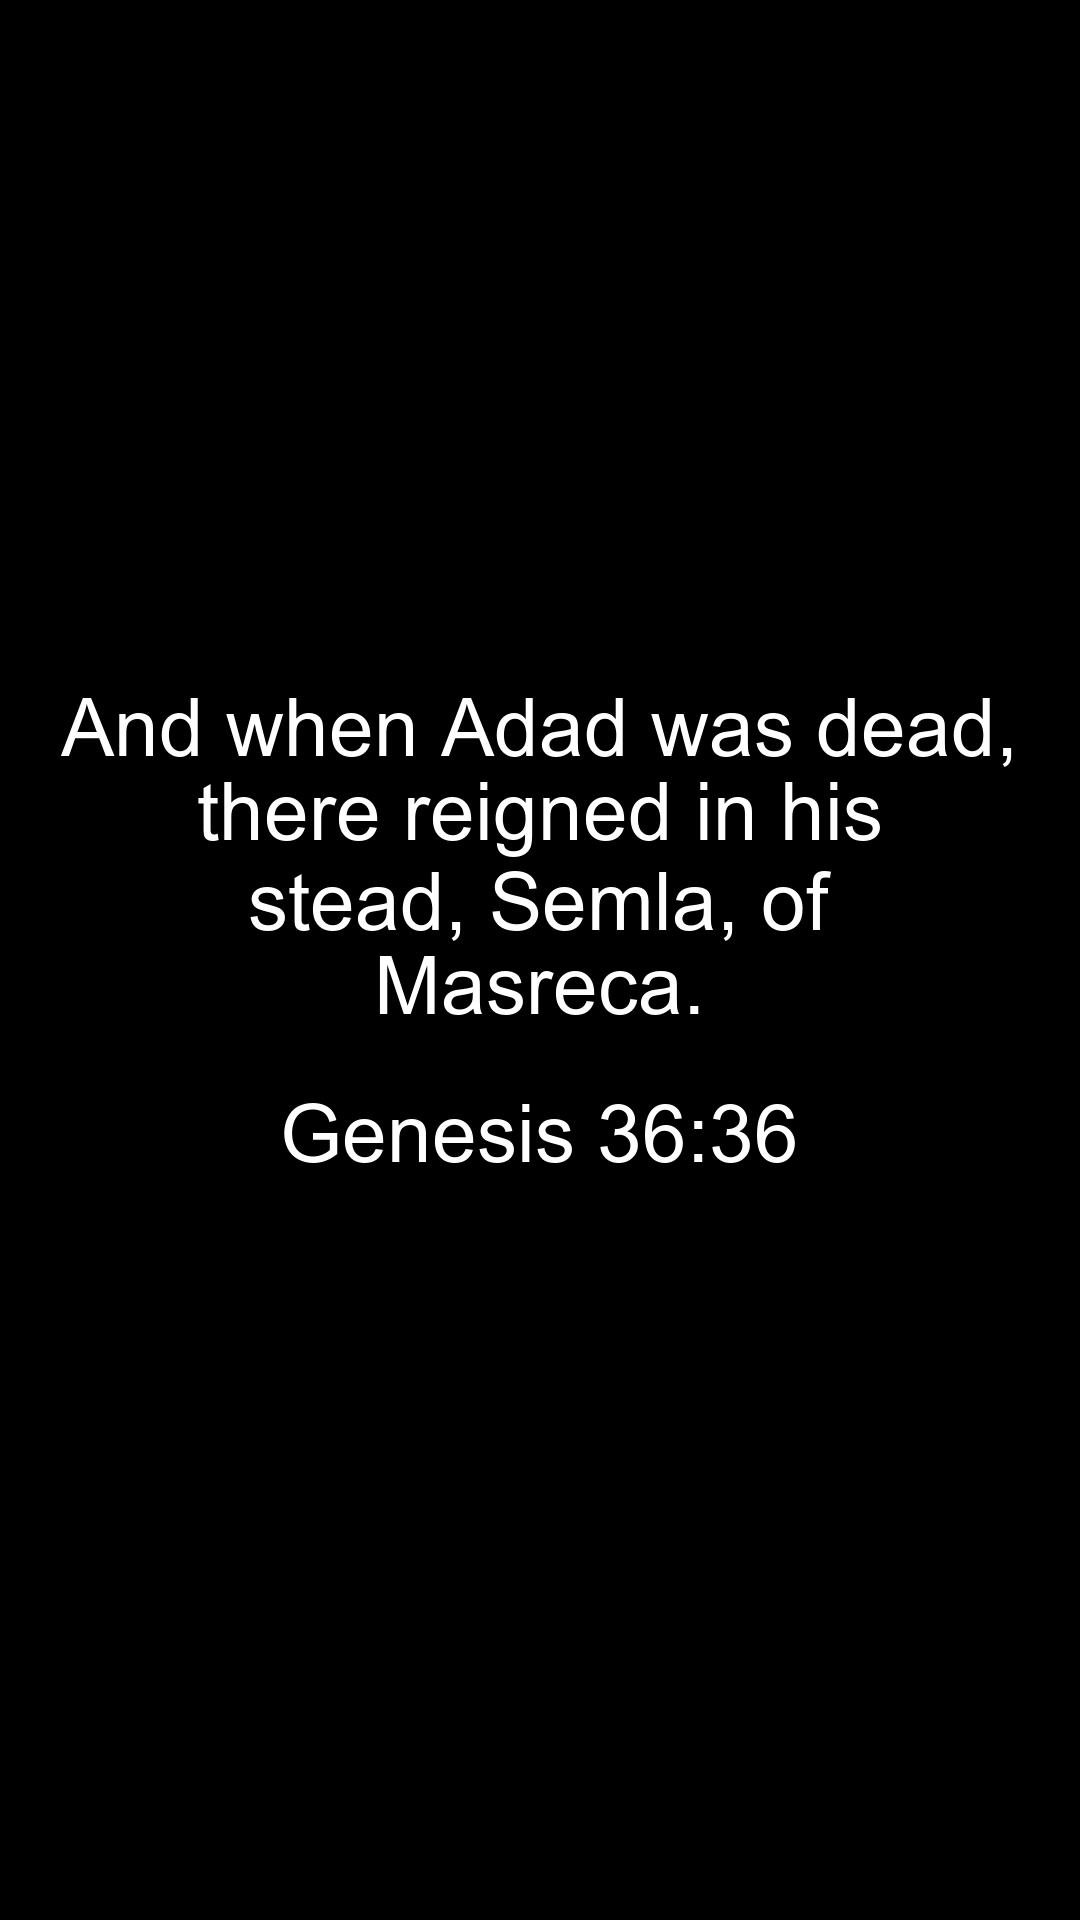 And when Adad was dead,
there reigned in his
stead, Semla, of
Masreca.
Genesis 36:36